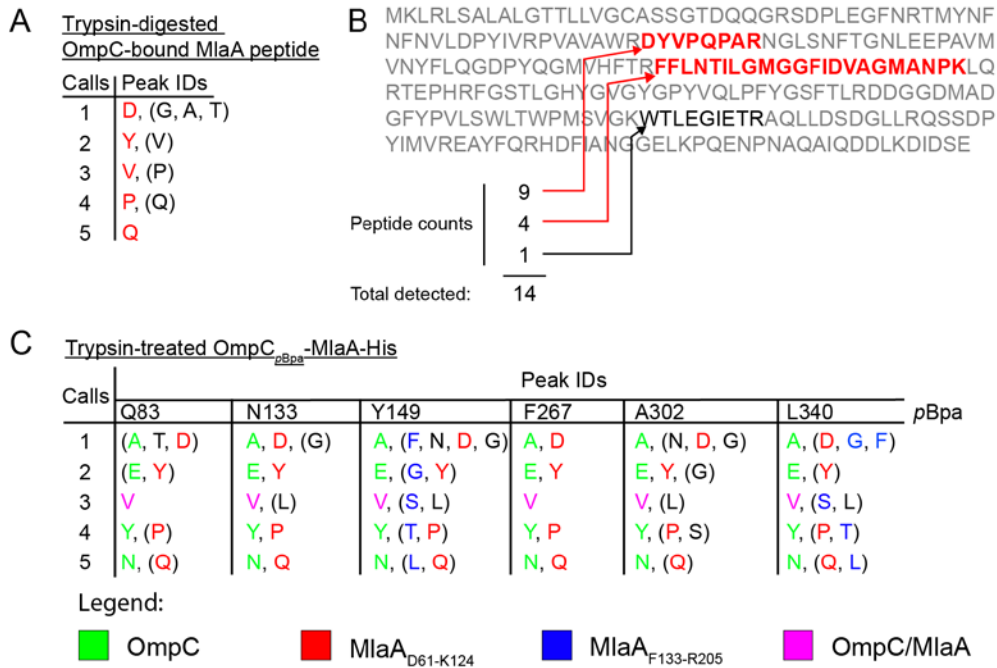 A
Trypsin-digested
OmpC-bound MlaA peptide
Calls Peak IDs
1 D, (G, A, T)
2 Y, (V)
3 V, (P)
4 P, (Q)
5 Q
B
MKLRLSALALGTTLLVGCASSGTDQQGRSDPLEGFNRTMYNF
NFNVLDPYIVRPVAVAWRDYVPQPARNGLSNFTGNLEEPAVM
VNYFLQGDPYQGMVHFTRFFLNTILGMGGFIDVAGMANPKLQ
RTEPHRFGSTLGHYGVGYGPYVQLPFYGSFTLRDDGGDMAD
GFYPVLSWLTWPMSVGKWTLEGIETRAQLLDSDGLLRQSSDP
YIMVREAYFQRHDFIANGGELKPQENPNAQAIQDDLKDIDSE
Peptide counts
9
4
1
Total detected: 14
C
Trypsin-treated OmpCpBpa-MlaA-His
Calls Peak IDs
Q83 N133 Y149 F267 A302 L340 pBpa
1 (A, T, D) A, D, (G) A, (F, N, D, G) A, D A, (N, D, G) A, (D, G, F)
2 (E, Y) E, Y E, (G, Y) E, Y E, Y, (G) E, (Y)
3 V V, (L) V, (S, L) V V, (L) V, (S, L)
4 Y, (P) Y, P Y, (T, P) Y, P Y, (P, S) Y, (P, T)
5 N, (Q) N, Q N, (L, Q) N, Q N, (Q) N, (Q, L)
Legend:
OmpC MlaAD61-K124 MlaAF133-R205 OmpC/MlaA